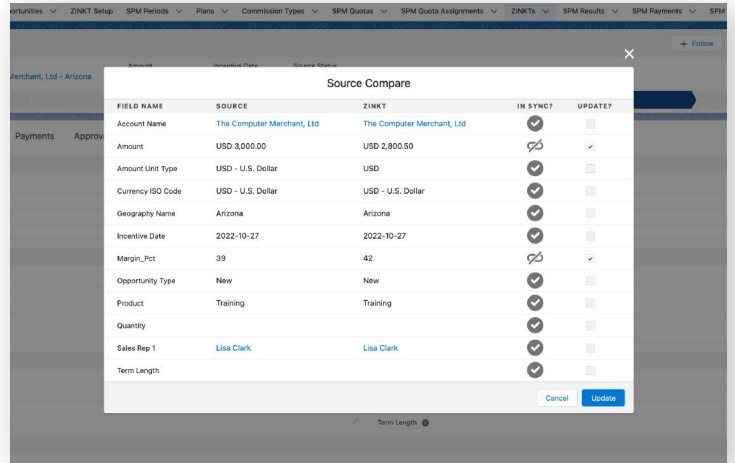 ortunities ZINKT Setup SPM Periods Plans Commission Types SPM Quotas SPM Quota Assignments ZINKTs SPM Results SPM Payments SPM
+ Follow
Amount Incentive Date Source Status
Merchant, Ltd - Arizona
Payments Approv
Source Compare
FIELD NAME SOURCE ZINKT IN SYNC? UPDATE?
Account Name The Computer Merchant, Ltd The Computer Merchant, Ltd
Amount USD 3,000.00 USD 2,800.50
Amount Unit Type USD - U.S. Dollar USD
Currency ISO Code USD - U.S. Dollar USD - U.S. Dollar
Geography Name Arizona Arizona
Incentive Date 2022-10-27 2022-10-27
Margin_Pct 39 42
Opportunity Type New New
Product Training Training
Quantity
Sales Rep 1 Lisa Clark Lisa Clark
Term Length
Cancel Update
Term Length